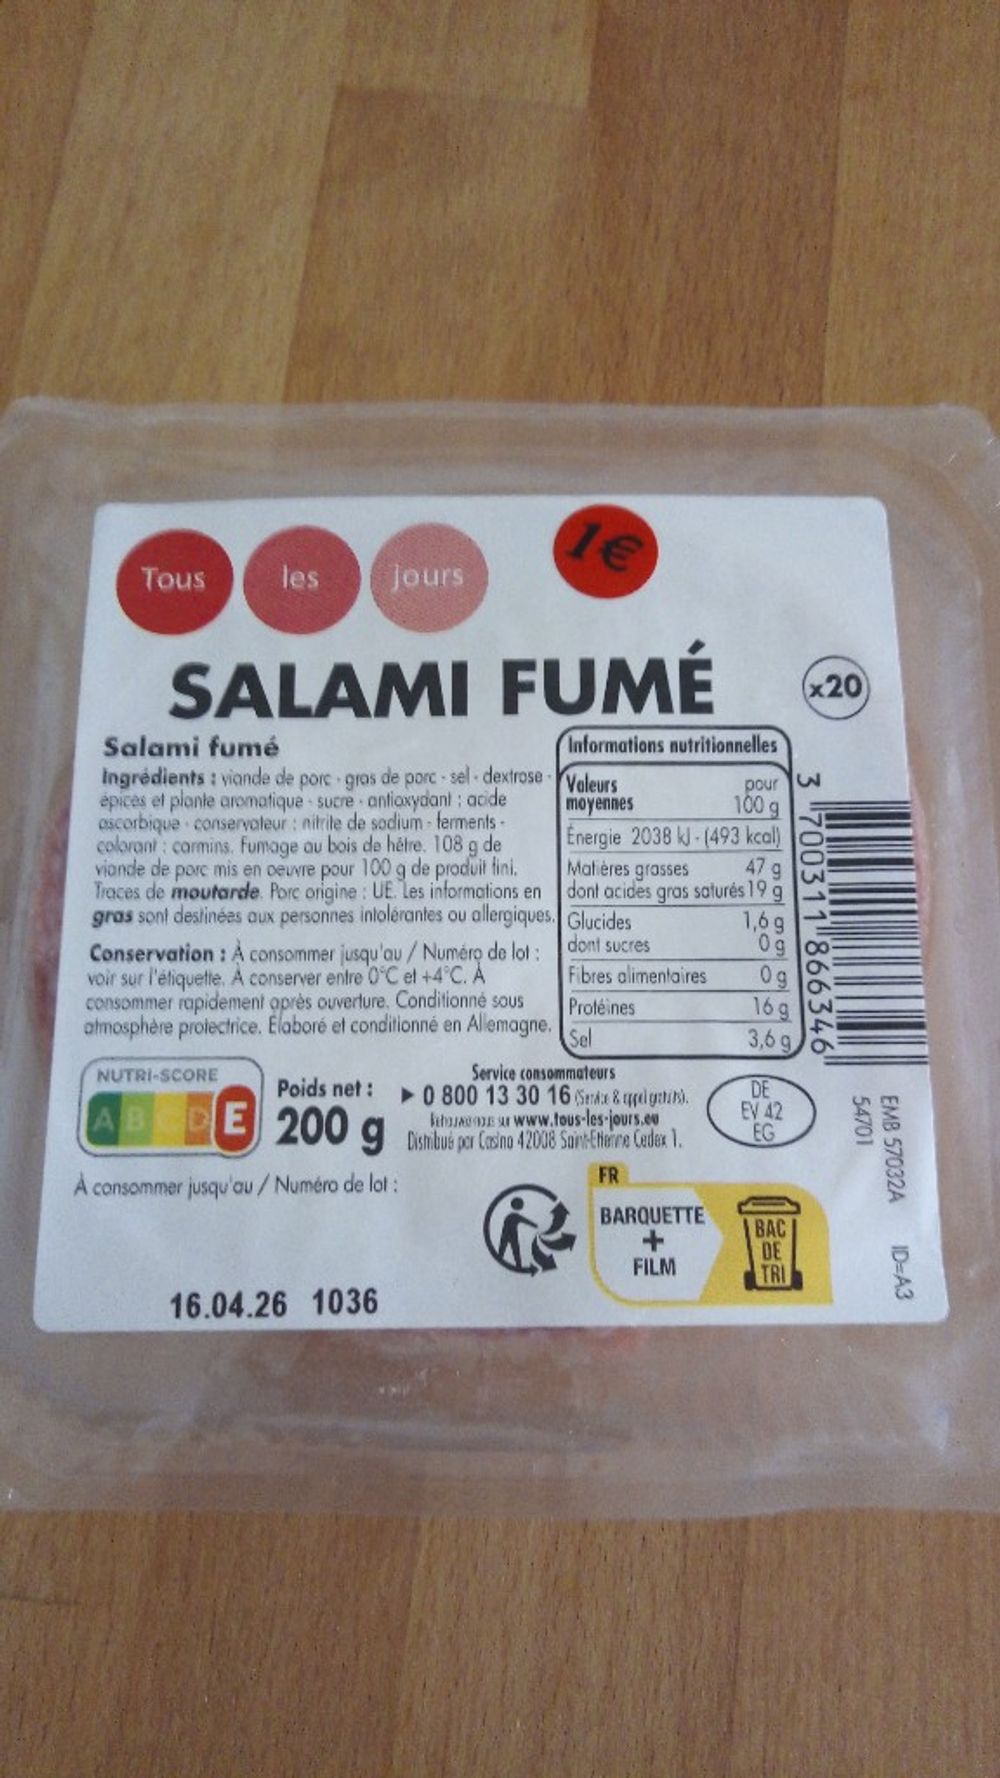 Tous les jours
1€
SALAMI FUMÉ
x20
Salami fumé
Ingrédients : viande de porc - gras de porc - sel - dextrose -
épices et plante aromatique - sucre - antioxydant : acide
ascorbique - conservateur : nitrite de sodium - ferments -
colorant : carmins. Fumage au bois de hêtre. 108 g de
viande de porc mis en oeuvre pour 100 g de produit fini.
Traces de moutarde. Porc origine : UE. Les informations en
gras sont destinées aux personnes intolérantes ou allergiques.
Conservation : À consommer jusqu'au / Numéro de lot :
voir sur l'étiquette. À conserver entre 0°C et +4°C. À
consommer rapidement après ouverture. Conditionné sous
atmosphère protectrice. Élaboré et conditionné en Allemagne.
Informations nutritionnelles
Valeurs moyennes pour 100 g
Énergie 2038 kJ - (493 kcal)
Matières grasses 47 g
dont acides gras saturés 19 g
Glucides 1,6 g
dont sucres 0 g
Fibres alimentaires 0 g
Protéines 16 g
Sel 3,6 g
3 700311 866346
NUTRI-SCORE
A B C D E
Poids net :
200 g
Service consommateurs
0 800 13 30 16 (Service & appel gratuits).
www.tous-les-jours.eu
Distribué par Casino 42008 Saint-Etienne Cedex 1.
DE
EV 42
EG
EMB 57032A ID=A3
54701
À consommer jusqu'au / Numéro de lot :
16.04.26 1036
FR
BARQUETTE
+
FILM
BAC
DE
TRI